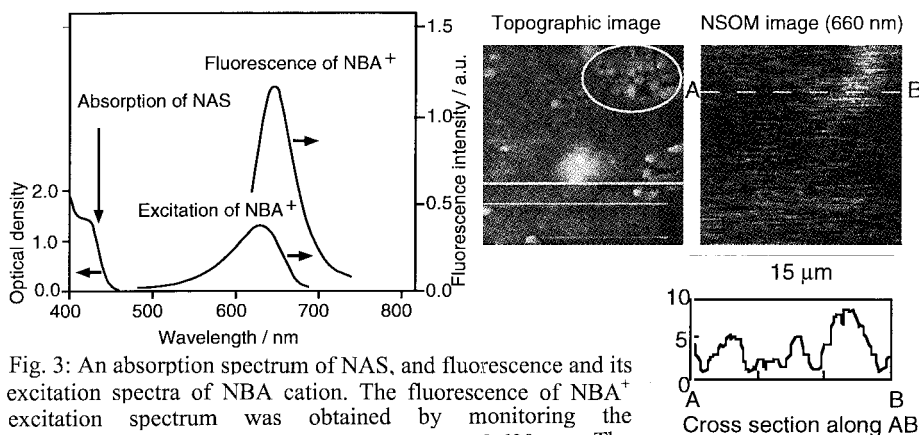 Topographic image
NSOM image (660 nm)
Fluorescence of NBA+
Absorption of NAS
Excitation of NBA+
Optical density
2.0
1.0
0.0
400
500
600
700
800
Wavelength / nm
1.5
1.0
0.5
0.0
Fluorescence intensity / a.u.
A
B
15 μm
10
5
0
A
B
Cross section along AB
Fig. 3: An absorption spectrum of NAS, and fluorescence and its
excitation spectra of NBA cation. The fluorescence of NBA+
excitation spectrum was obtained by monitoring the